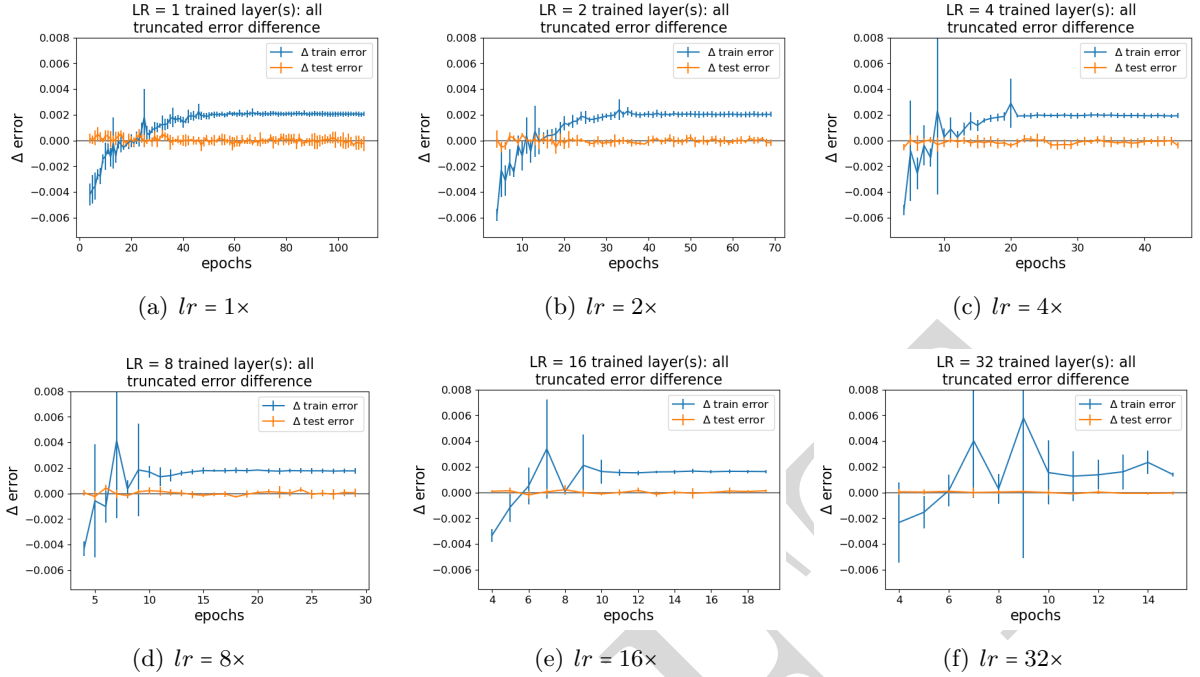 LR = 1 trained layer(s): all
truncated error difference
0.008
0.006
0.004
0.002
0.000
−0.002
−0.004
−0.006
Δ error
Δ train error
Δ test error
0 20 40 60 80 100
epochs
(a) lr = 1×
LR = 2 trained layer(s): all
truncated error difference
0.008
0.006
0.004
0.002
0.000
−0.002
−0.004
−0.006
Δ error
Δ train error
Δ test error
10 20 30 40 50 60 70
epochs
(b) lr = 2×
LR = 4 trained layer(s): all
truncated error difference
0.008
0.006
0.004
0.002
0.000
−0.002
−0.004
−0.006
Δ error
Δ train error
Δ test error
10 20 30 40
epochs
(c) lr = 4×
LR = 8 trained layer(s): all
truncated error difference
0.008
0.006
0.004
0.002
0.000
−0.002
−0.004
−0.006
Δ error
Δ train error
Δ test error
5 10 15 20 25 30
epochs
(d) lr = 8×
LR = 16 trained layer(s): all
truncated error difference
0.008
0.006
0.004
0.002
0.000
−0.002
−0.004
−0.006
Δ error
Δ train error
Δ test error
4 6 8 10 12 14 16 18
epochs
(e) lr = 16×
LR = 32 trained layer(s): all
truncated error difference
0.008
0.006
0.004
0.002
0.000
−0.002
−0.004
−0.006
Δ error
Δ train error
Δ test error
4 6 8 10 12 14
epochs
(f) lr = 32×